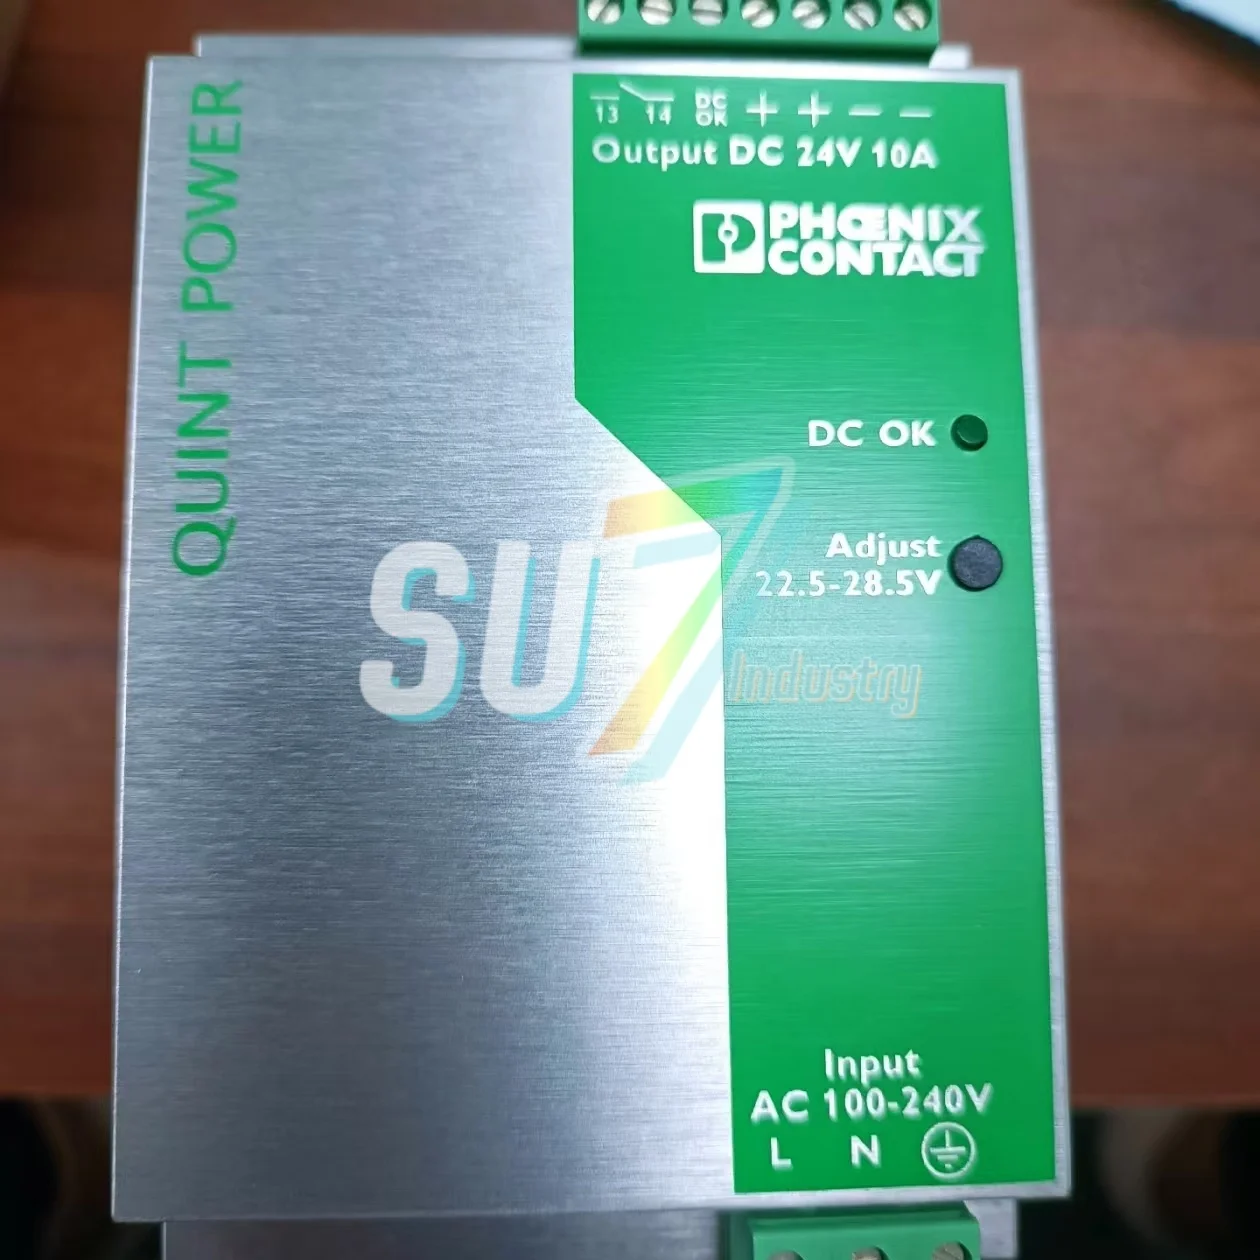 QUINT POWER
13 14 DC OK + + — —
Output DC 24V 10A
PHŒNIX
CONTACT
DC OK
Adjust
22.5-28.5V
SU7
Industry
Input
AC 100-240V
L N